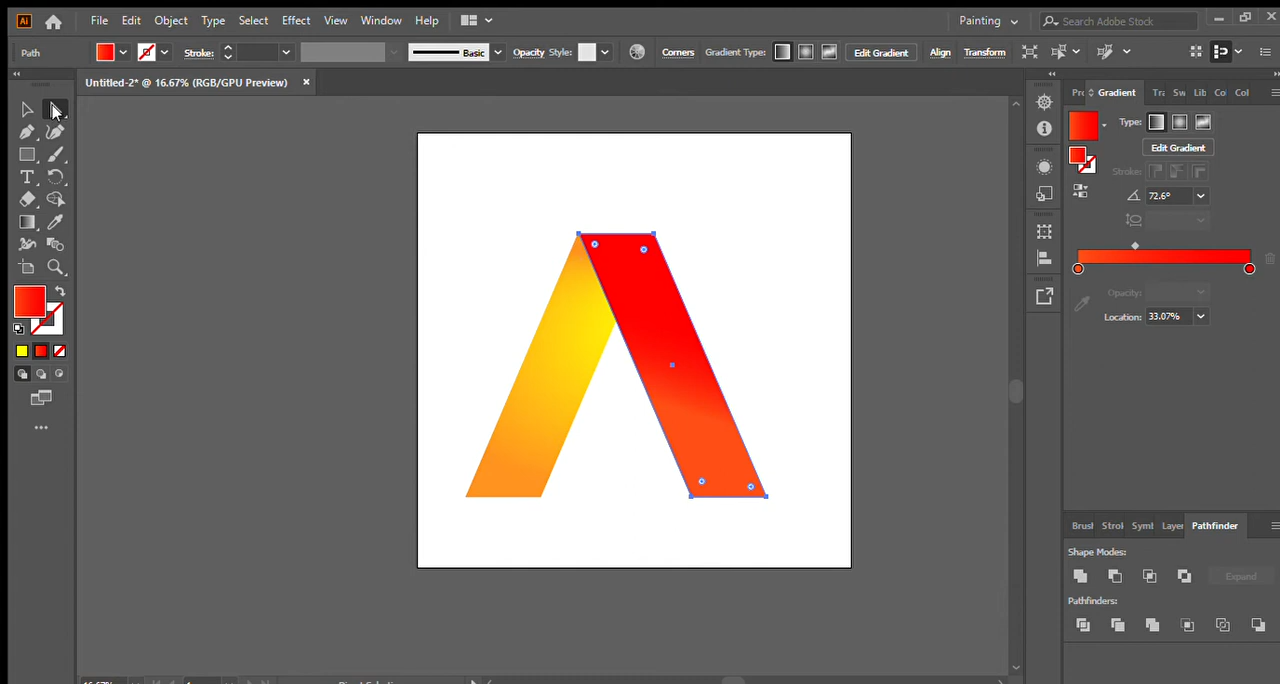 Ai File Edit Object Type Select Effect View Window Help Painting Search Adobe Stock
Path Stroke: Basic Opacity Style: Corners Gradient Type: Edit Gradient Align Transform
Untitled-2* @ 16.67% (RGB/GPU Preview) ×
Pr Gradient Tra Sw Lib Co Col
Type:
Edit Gradient
Stroke:
72.6°
Opacity:
Location: 33.07%
Brusl Strol Syml Layer Pathfinder
Shape Modes:
Expand
Pathfinders: